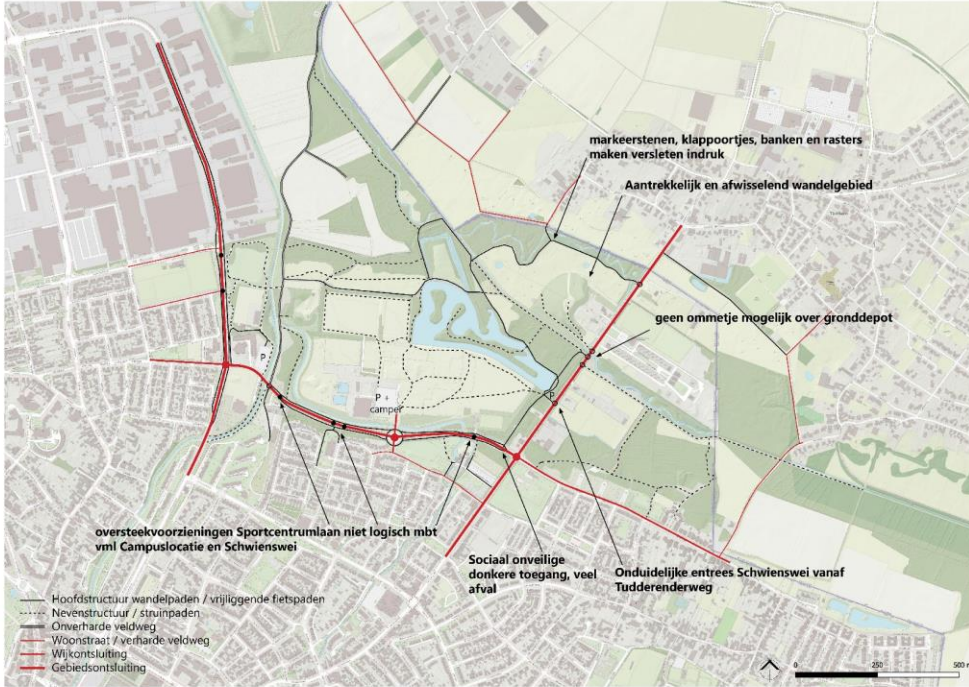 markeerstenen, klappoortjes, banken en rasters
maken versleten indruk
Aantrekkelijk en afwisselend wandelgebied
geen ommetje mogelijk over gronddepot
P
P
P +
camper
oversteekvoorzieningen Sportcentrumlaan niet logisch mbt
vml Campuslocatie en Schwienswei
Sociaal onveilige
donkere toegang, veel
afval
Onduidelijke entrees Schwienswei vanaf
Tudderenderweg
Hoofdstructuur wandelpaden / vrijliggende fietspaden
Nevenstructuur / struinpaden
Onverharde veldweg
Woonstraat / verharde veldweg
Wijkontsluiting
Gebiedsontsluiting
0 250 500 m